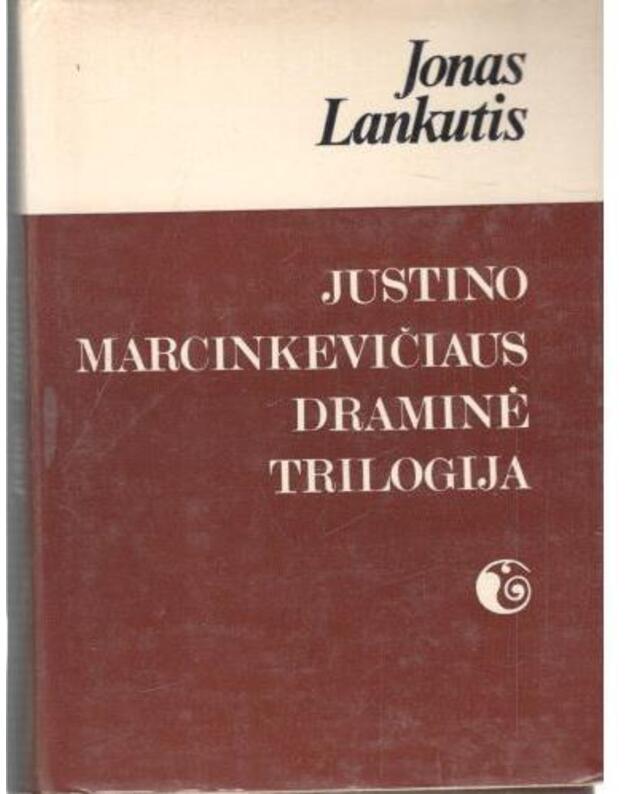 Jonas
Lankutis
JUSTINO
MARCINKEVIČIAUS
DRAMINĖ
TRILOGIJA